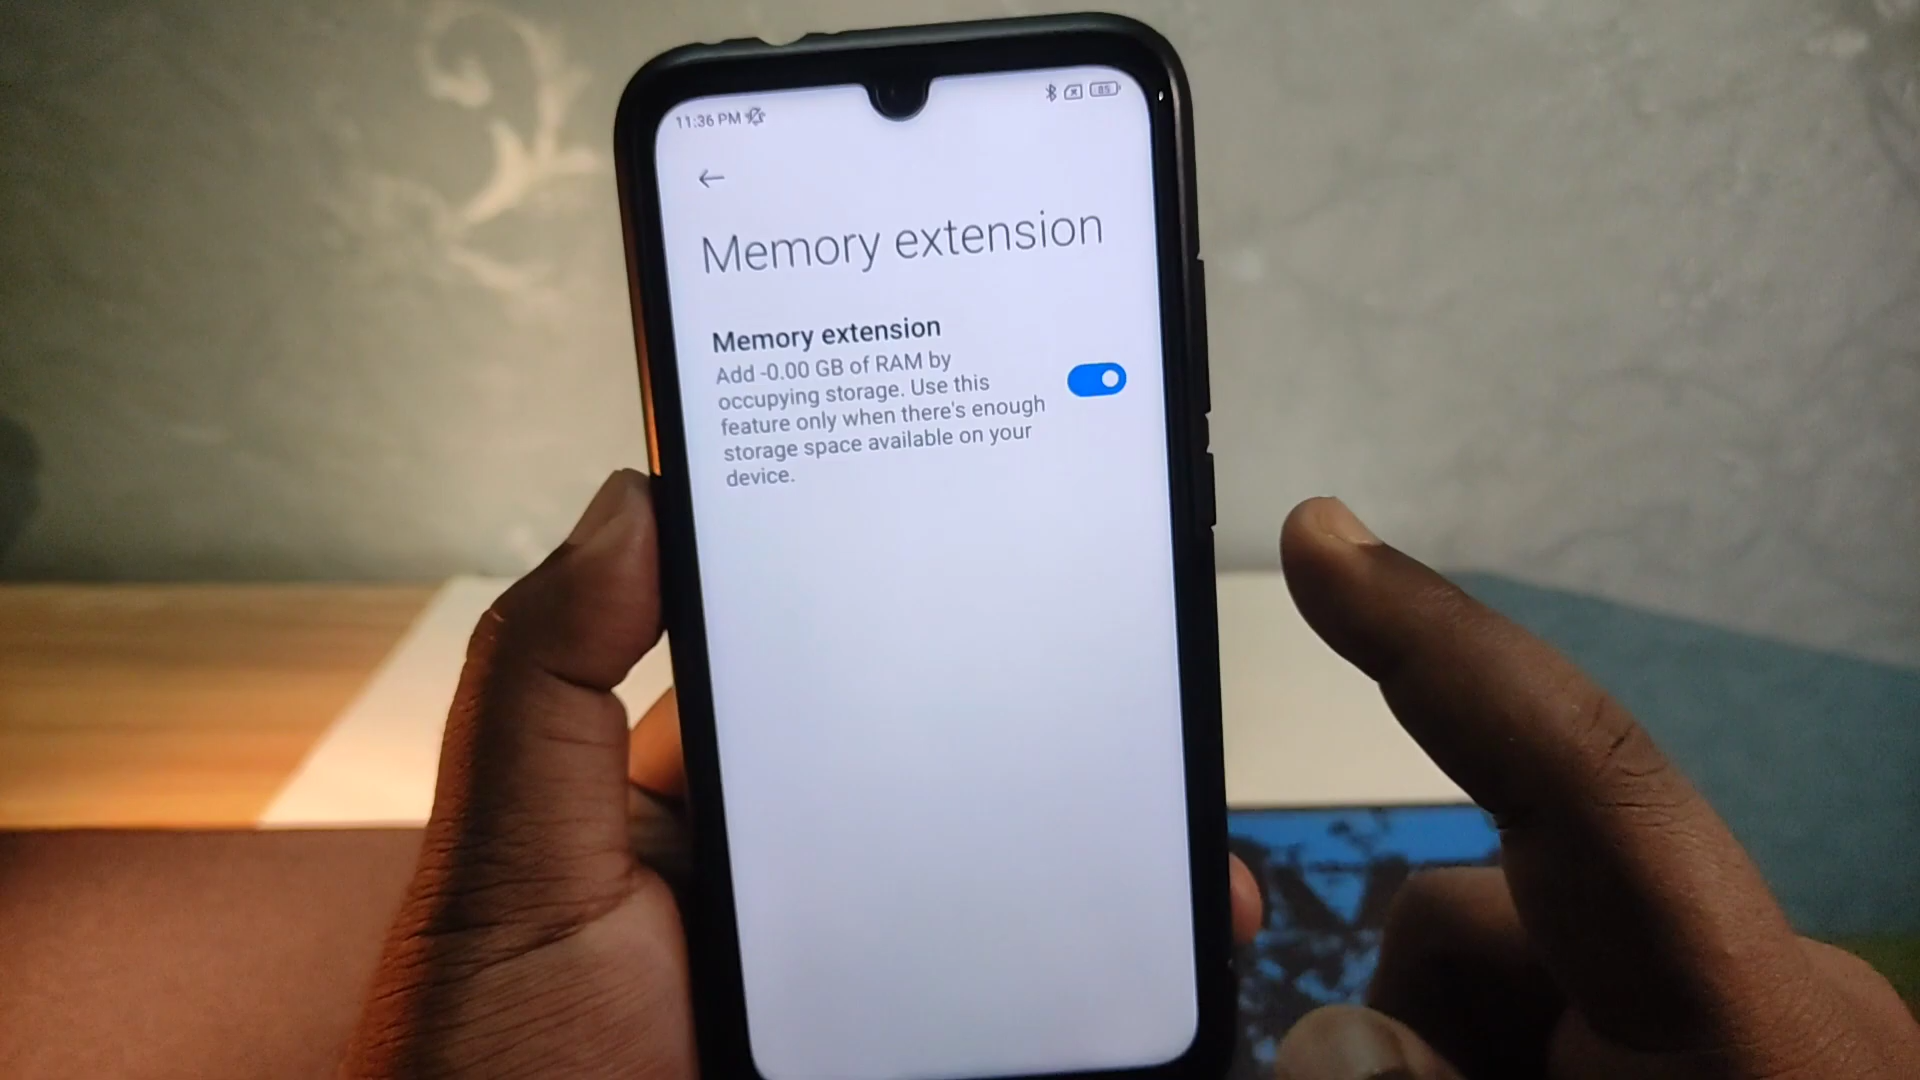 11:36 PM
85
Memory extension
Memory extension
Add -0.00 GB of RAM by
occupying storage. Use this
feature only when there's enough
storage space available on your
device.